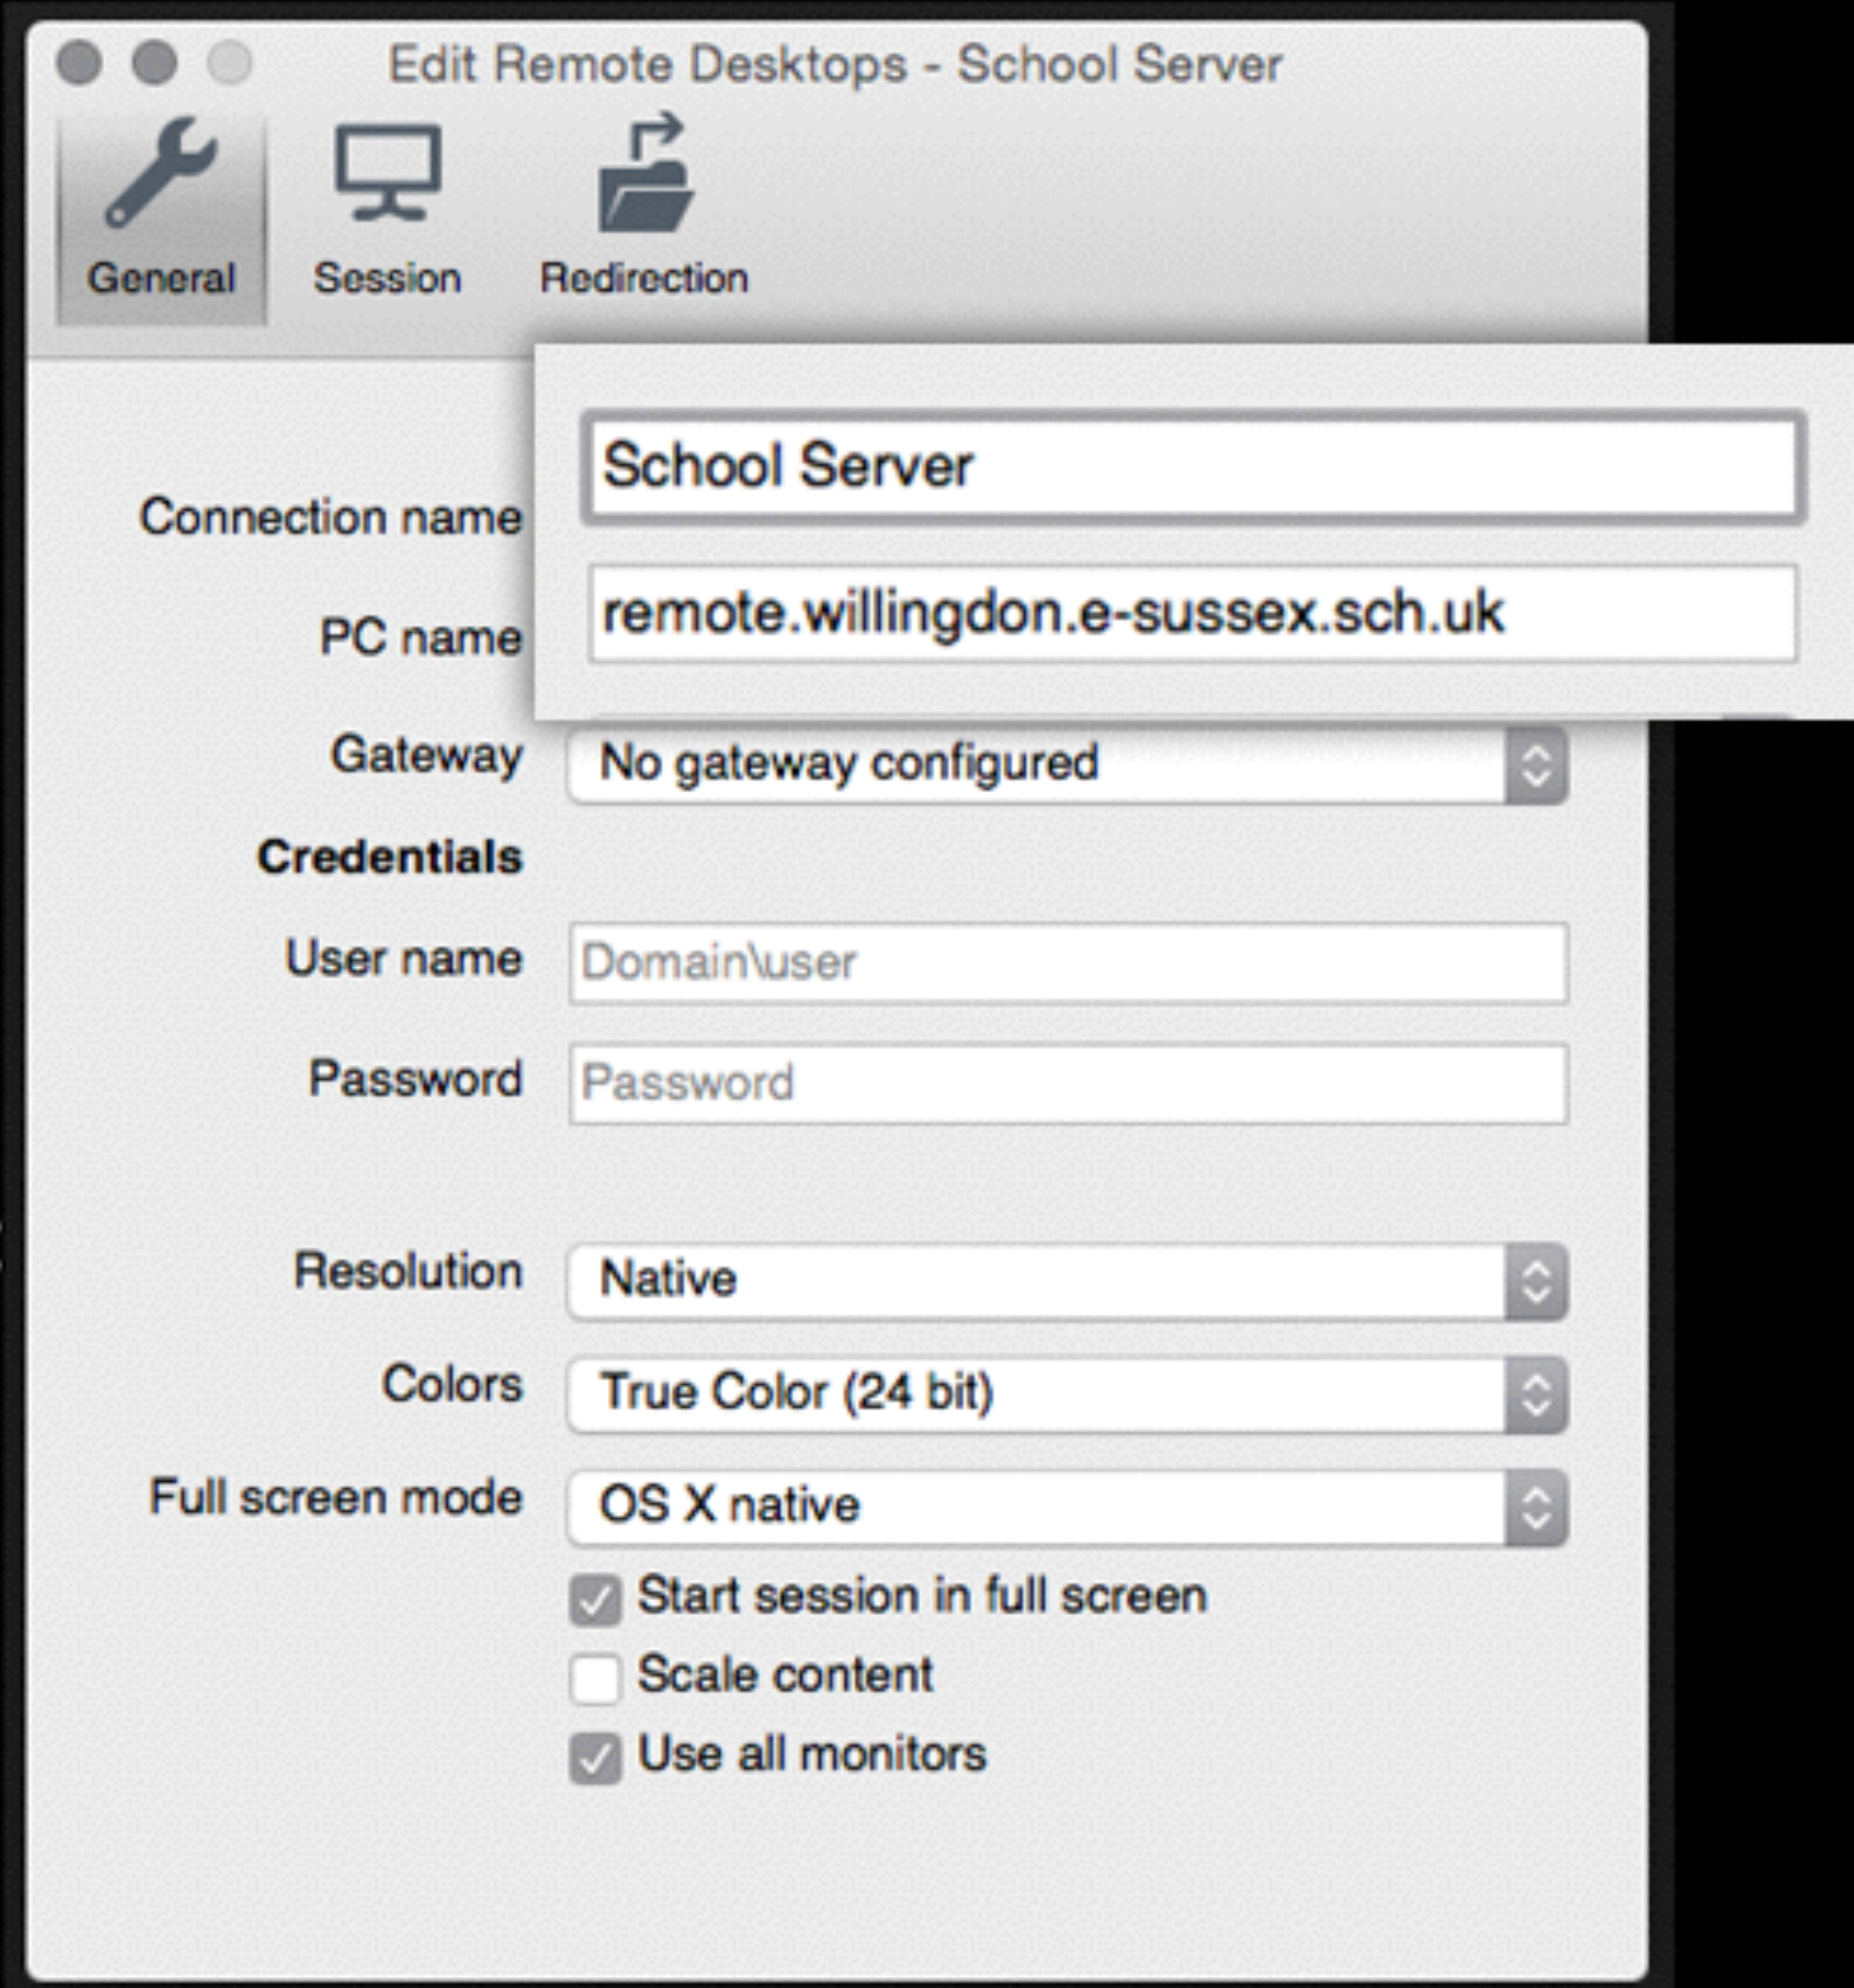 Edit Remote Desktops - School Server
General Session Redirection
Connection name School Server
PC name remote.willingdon.e-sussex.sch.uk
Gateway No gateway configured
Credentials
User name Domain\user
Password Password
Resolution Native
Colors True Color (24 bit)
Full screen mode OS X native
Start session in full screen
Scale content
Use all monitors